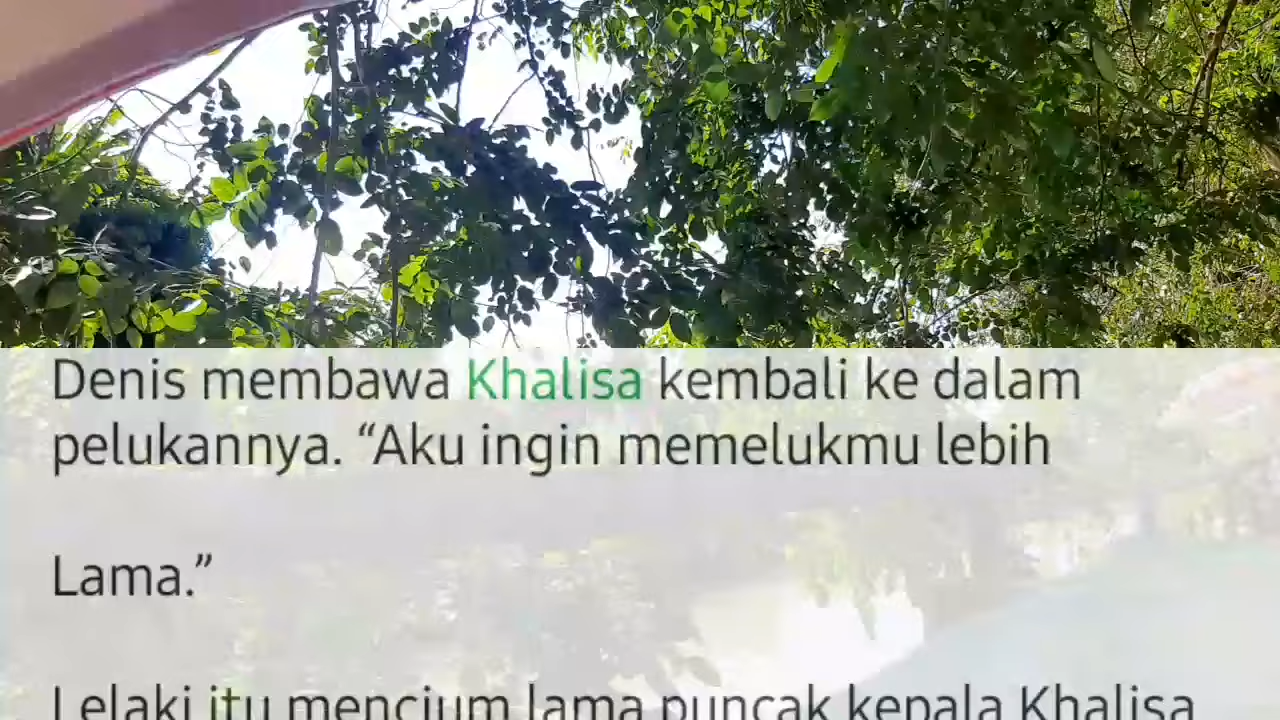 Denis membawa Khalisa kembali ke dalam
pelukannya. “Aku ingin memelukmu lebih
Lama.”
Lelaki itu mencium lama puncak kepala Khalisa